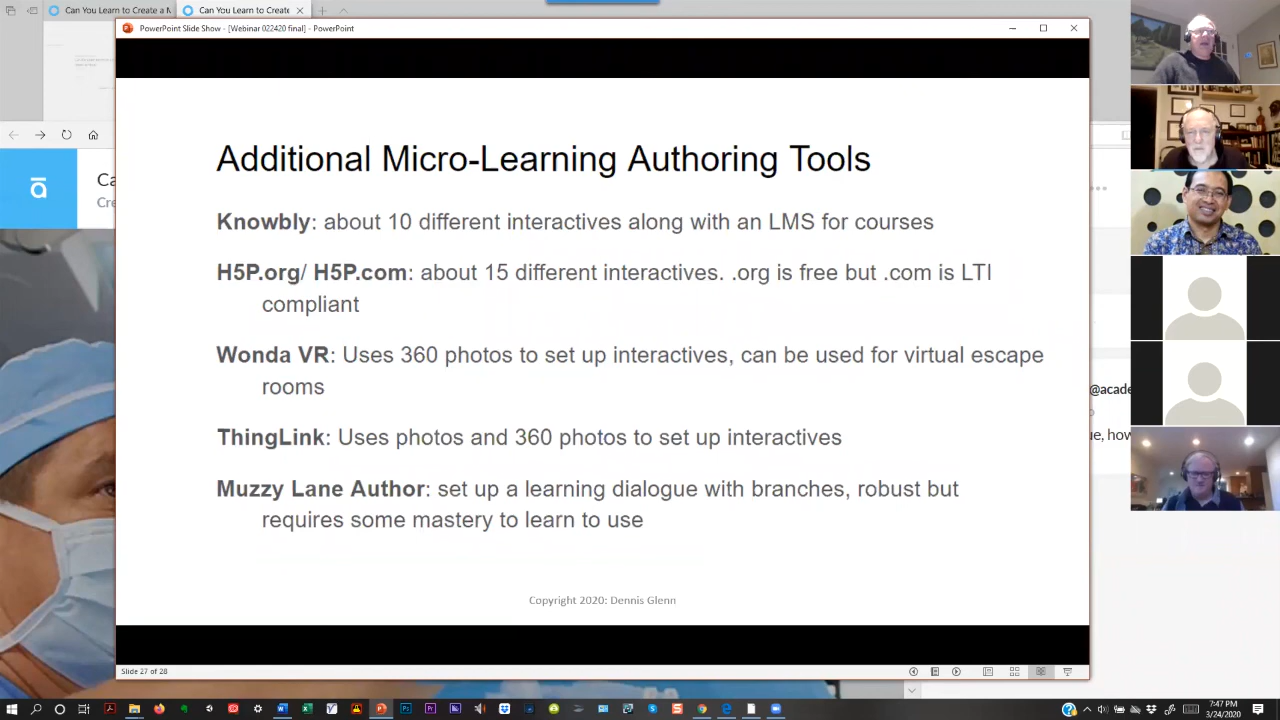 Can You Learn to Create a N
Can You Learn to Create
PowerPoint Slide Show - [Webinar 022420 final] - PowerPoint
ā
Ca
Cre
Additional Micro-Learning Authoring Tools
Knowbly: about 10 different interactives along with an LMS for courses
H5P.org/ H5P.com: about 15 different interactives. .org is free but .com is LTI
compliant
Wonda VR: Uses 360 photos to set up interactives, can be used for virtual escape
rooms
ThingLink: Uses photos and 360 photos to set up interactives
Muzzy Lane Author: set up a learning dialogue with branches, robust but
requires some mastery to learn to use
Copyright 2020: Dennis Glenn
@acade
ue, how
Slide 27 of 28
7:47 PM
3/24/2020